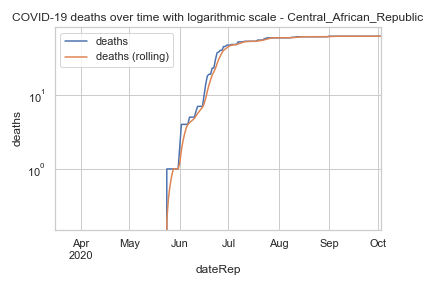 COVID-19 deaths over time with logarithmic scale - Central_African_Republic
deaths
deaths (rolling)
deaths
10¹
10⁰
Apr
2020
May
Jun
Jul
Aug
Sep
Oct
dateRep